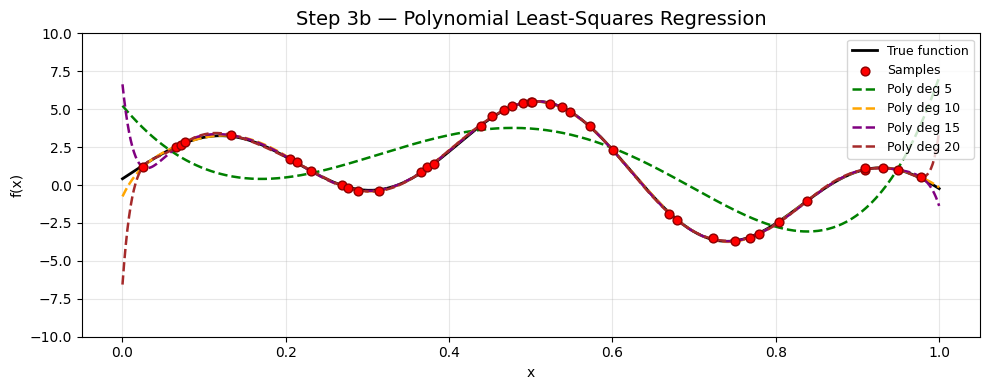 Step 3b — Polynomial Least-Squares Regression
10.0
7.5
5.0
2.5
0.0
−2.5
−5.0
−7.5
−10.0
f(x)
True function
Samples
Poly deg 5
Poly deg 10
Poly deg 15
Poly deg 20
0.0 0.2 0.4 0.6 0.8 1.0
x